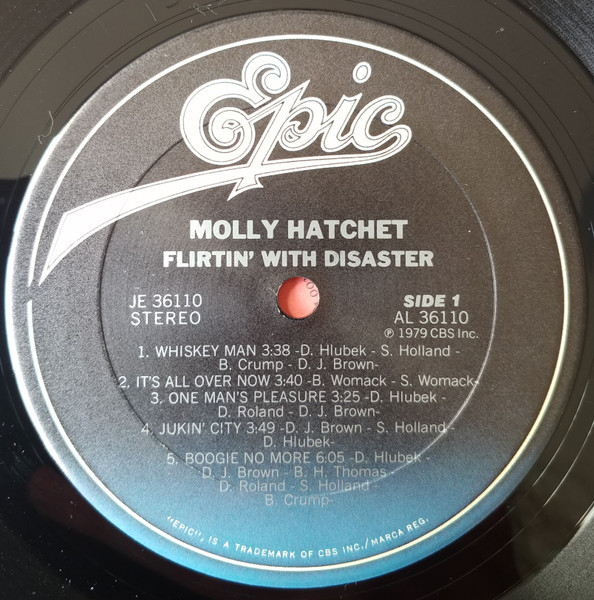 Epic
MOLLY HATCHET
FLIRTIN' WITH DISASTER
JE 36110
STEREO
SIDE 1
AL 36110
℗ 1979 CBS Inc.
1. WHISKEY MAN 3:38 -D. Hlubek - S. Holland -
B. Crump - D. J. Brown-
2. IT'S ALL OVER NOW 3:40 -B. Womack - S. Womack-
3. ONE MAN'S PLEASURE 3:25 -D. Hlubek -
D. Roland - D. J. Brown-
4. JUKIN' CITY 3:49 -D. J. Brown - S. Holland -
D. Hlubek-
5. BOOGIE NO MORE 6:05 -D. Hlubek -
D. J. Brown - B. H. Thomas -
D. Roland - S. Holland -
B. Crump-
"EPIC", IS A TRADEMARK OF CBS INC./MARCA REG.